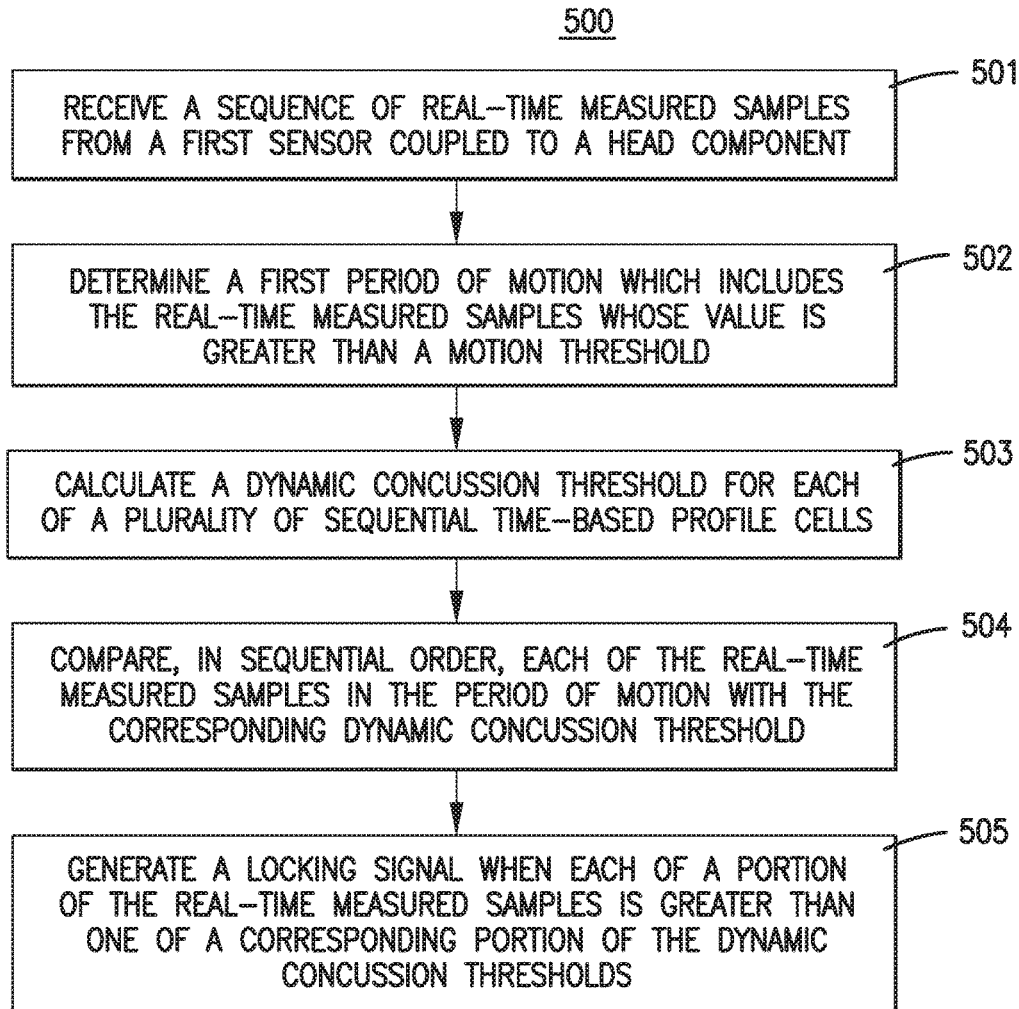 500
501
RECEIVE A SEQUENCE OF REAL-TIME MEASURED SAMPLES
FROM A FIRST SENSOR COUPLED TO A HEAD COMPONENT
502
DETERMINE A FIRST PERIOD OF MOTION WHICH INCLUDES
THE REAL-TIME MEASURED SAMPLES WHOSE VALUE IS
GREATER THAN A MOTION THRESHOLD
503
CALCULATE A DYNAMIC CONCUSSION THRESHOLD FOR EACH
OF A PLURALITY OF SEQUENTIAL TIME-BASED PROFILE CELLS
504
COMPARE, IN SEQUENTIAL ORDER, EACH OF THE REAL-TIME
MEASURED SAMPLES IN THE PERIOD OF MOTION WITH THE
CORRESPONDING DYNAMIC CONCUSSION THRESHOLD
505
GENERATE A LOCKING SIGNAL WHEN EACH OF A PORTION
OF THE REAL-TIME MEASURED SAMPLES IS GREATER THAN
ONE OF A CORRESPONDING PORTION OF THE DYNAMIC
CONCUSSION THRESHOLDS